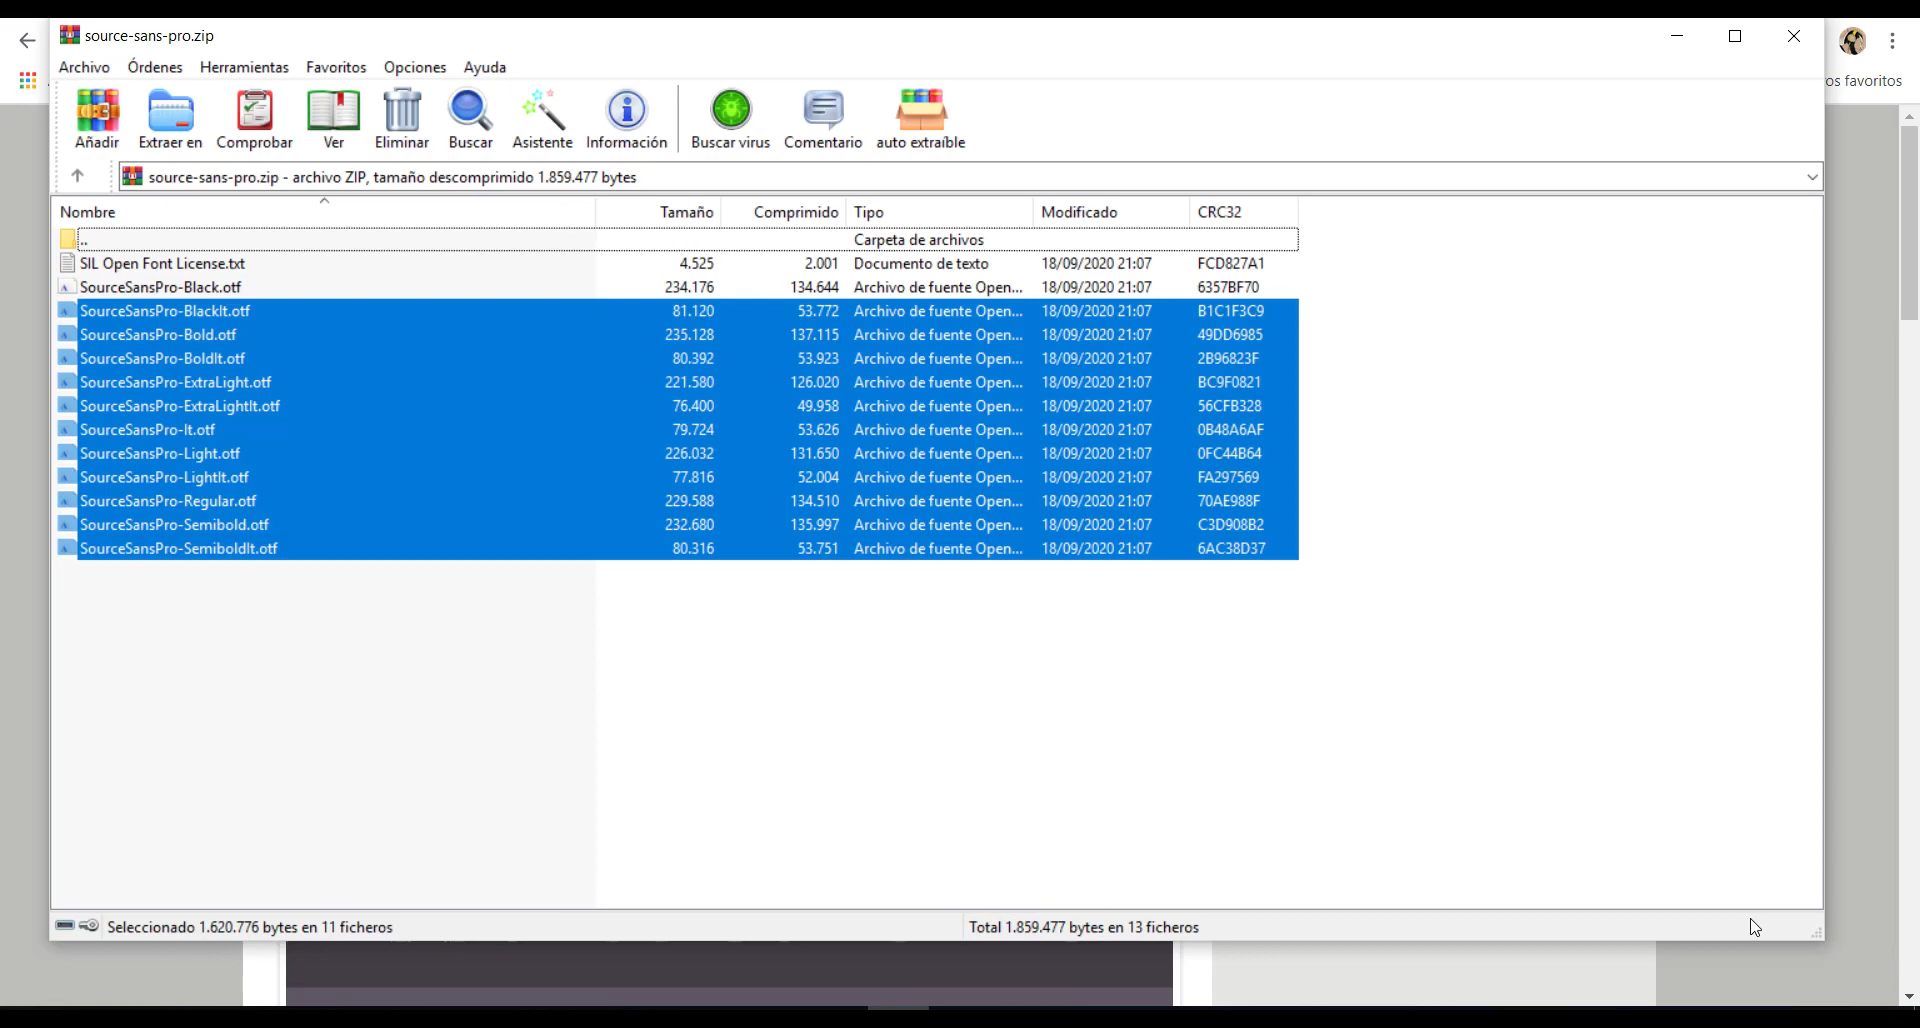 source-sans-pro.zip
Archivo Órdenes Herramientas Favoritos Opciones Ayuda
os favoritos
Añadir Extraer en Comprobar Ver Eliminar Buscar Asistente Información Buscar virus Comentario auto extraíble
source-sans-pro.zip - archivo ZIP, tamaño descomprimido 1.859.477 bytes
Nombre Tamaño Comprimido Tipo Modificado CRC32
.. Carpeta de archivos
SIL Open Font License.txt 4.525 2.001 Documento de texto 18/09/2020 21:07 FCD827A1
SourceSansPro-Black.otf 234.176 134.644 Archivo de fuente Open... 18/09/2020 21:07 6357BF70
SourceSansPro-BlackIt.otf 81.120 53.772 Archivo de fuente Open... 18/09/2020 21:07 B1C1F3C9
SourceSansPro-Bold.otf 235.128 137.115 Archivo de fuente Open... 18/09/2020 21:07 49DD6985
SourceSansPro-BoldIt.otf 80.392 53.923 Archivo de fuente Open... 18/09/2020 21:07 2B96823F
SourceSansPro-ExtraLight.otf 221.580 126.020 Archivo de fuente Open... 18/09/2020 21:07 BC9F0821
SourceSansPro-ExtraLightIt.otf 76.400 49.958 Archivo de fuente Open... 18/09/2020 21:07 56CFB328
SourceSansPro-It.otf 79.724 53.626 Archivo de fuente Open... 18/09/2020 21:07 0B48A6AF
SourceSansPro-Light.otf 226.032 131.650 Archivo de fuente Open... 18/09/2020 21:07 0FC44B64
SourceSansPro-LightIt.otf 77.816 52.004 Archivo de fuente Open... 18/09/2020 21:07 FA297569
SourceSansPro-Regular.otf 229.588 134.510 Archivo de fuente Open... 18/09/2020 21:07 70AE988F
SourceSansPro-Semibold.otf 232.680 135.997 Archivo de fuente Open... 18/09/2020 21:07 C3D908B2
SourceSansPro-SemiboldIt.otf 80.316 53.751 Archivo de fuente Open... 18/09/2020 21:07 6AC38D37
Seleccionado 1.620.776 bytes en 11 ficheros Total 1.859.477 bytes en 13 ficheros